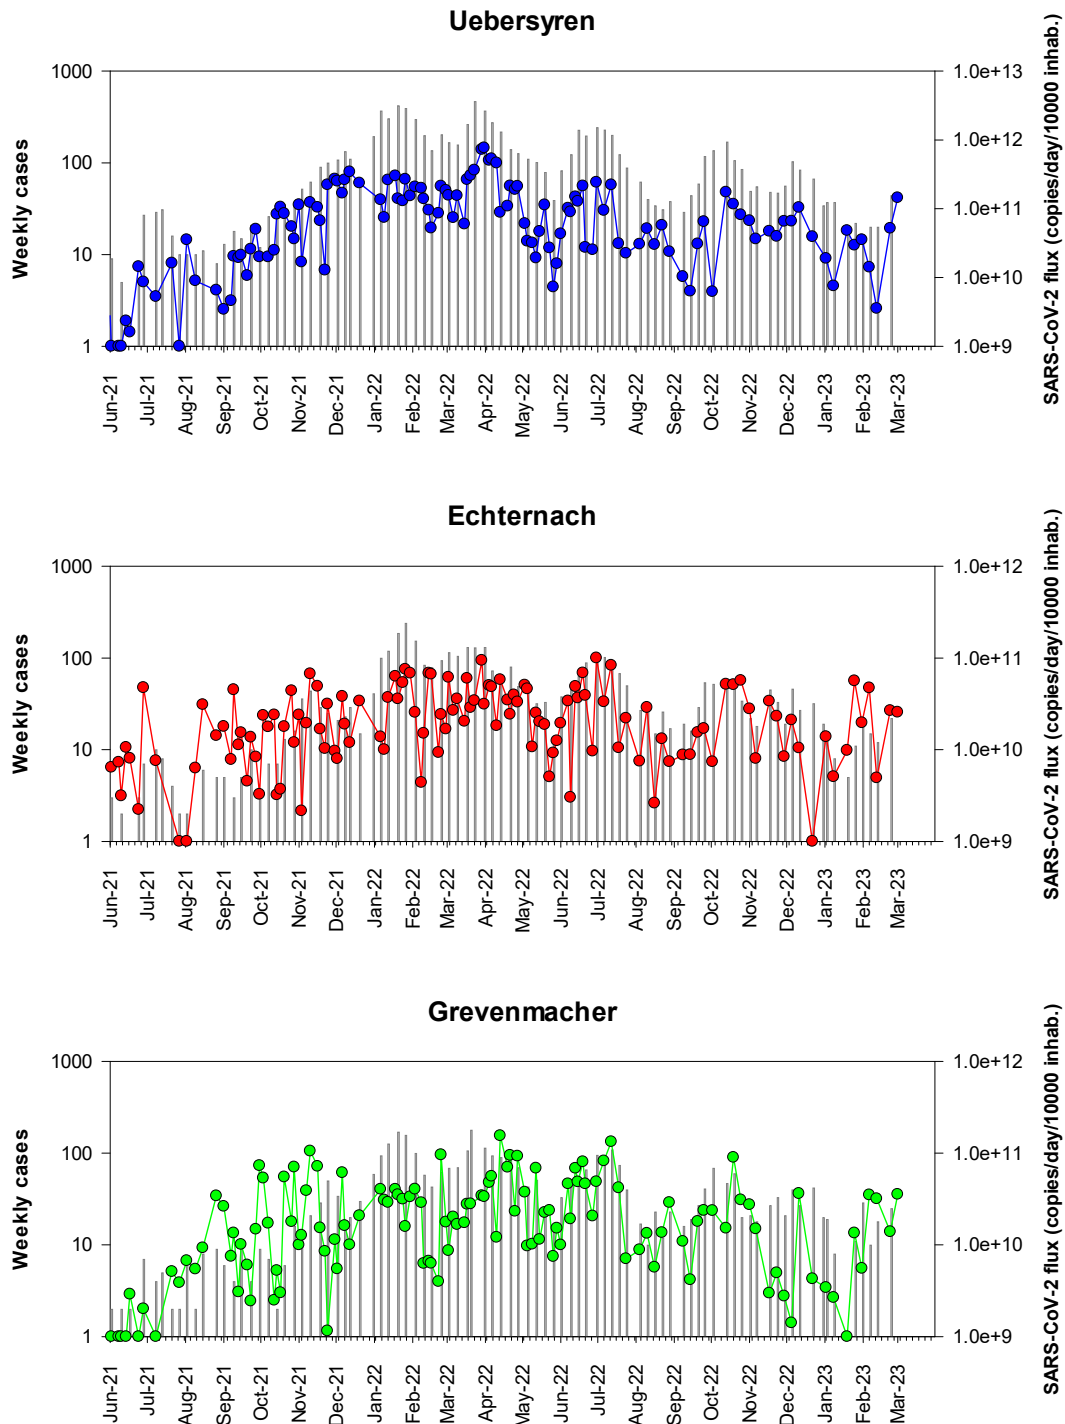 Uebersyren
Weekly cases
1000
100
10
1
1.0e+13
1.0e+12
1.0e+11
1.0e+10
1.0e+9
SARS-CoV-2 flux (copies/day/10000 inhab.)
Jun-21
Jul-21
Aug-21
Sep-21
Oct-21
Nov-21
Dec-21
Jan-22
Feb-22
Mar-22
Apr-22
May-22
Jun-22
Jul-22
Aug-22
Sep-22
Oct-22
Nov-22
Dec-22
Jan-23
Feb-23
Mar-23
Echternach
Weekly cases
1000
100
10
1
1.0e+12
1.0e+11
1.0e+10
1.0e+9
SARS-CoV-2 flux (copies/day/10000 inhab.)
Jun-21
Jul-21
Aug-21
Sep-21
Oct-21
Nov-21
Dec-21
Jan-22
Feb-22
Mar-22
Apr-22
May-22
Jun-22
Jul-22
Aug-22
Sep-22
Oct-22
Nov-22
Dec-22
Jan-23
Feb-23
Mar-23
Grevenmacher
Weekly cases
1000
100
10
1
1.0e+12
1.0e+11
1.0e+10
1.0e+9
SARS-CoV-2 flux (copies/day/10000 inhab.)
Jun-21
Jul-21
Aug-21
Sep-21
Oct-21
Nov-21
Dec-21
Jan-22
Feb-22
Mar-22
Apr-22
May-22
Jun-22
Jul-22
Aug-22
Sep-22
Oct-22
Nov-22
Dec-22
Jan-23
Feb-23
Mar-23